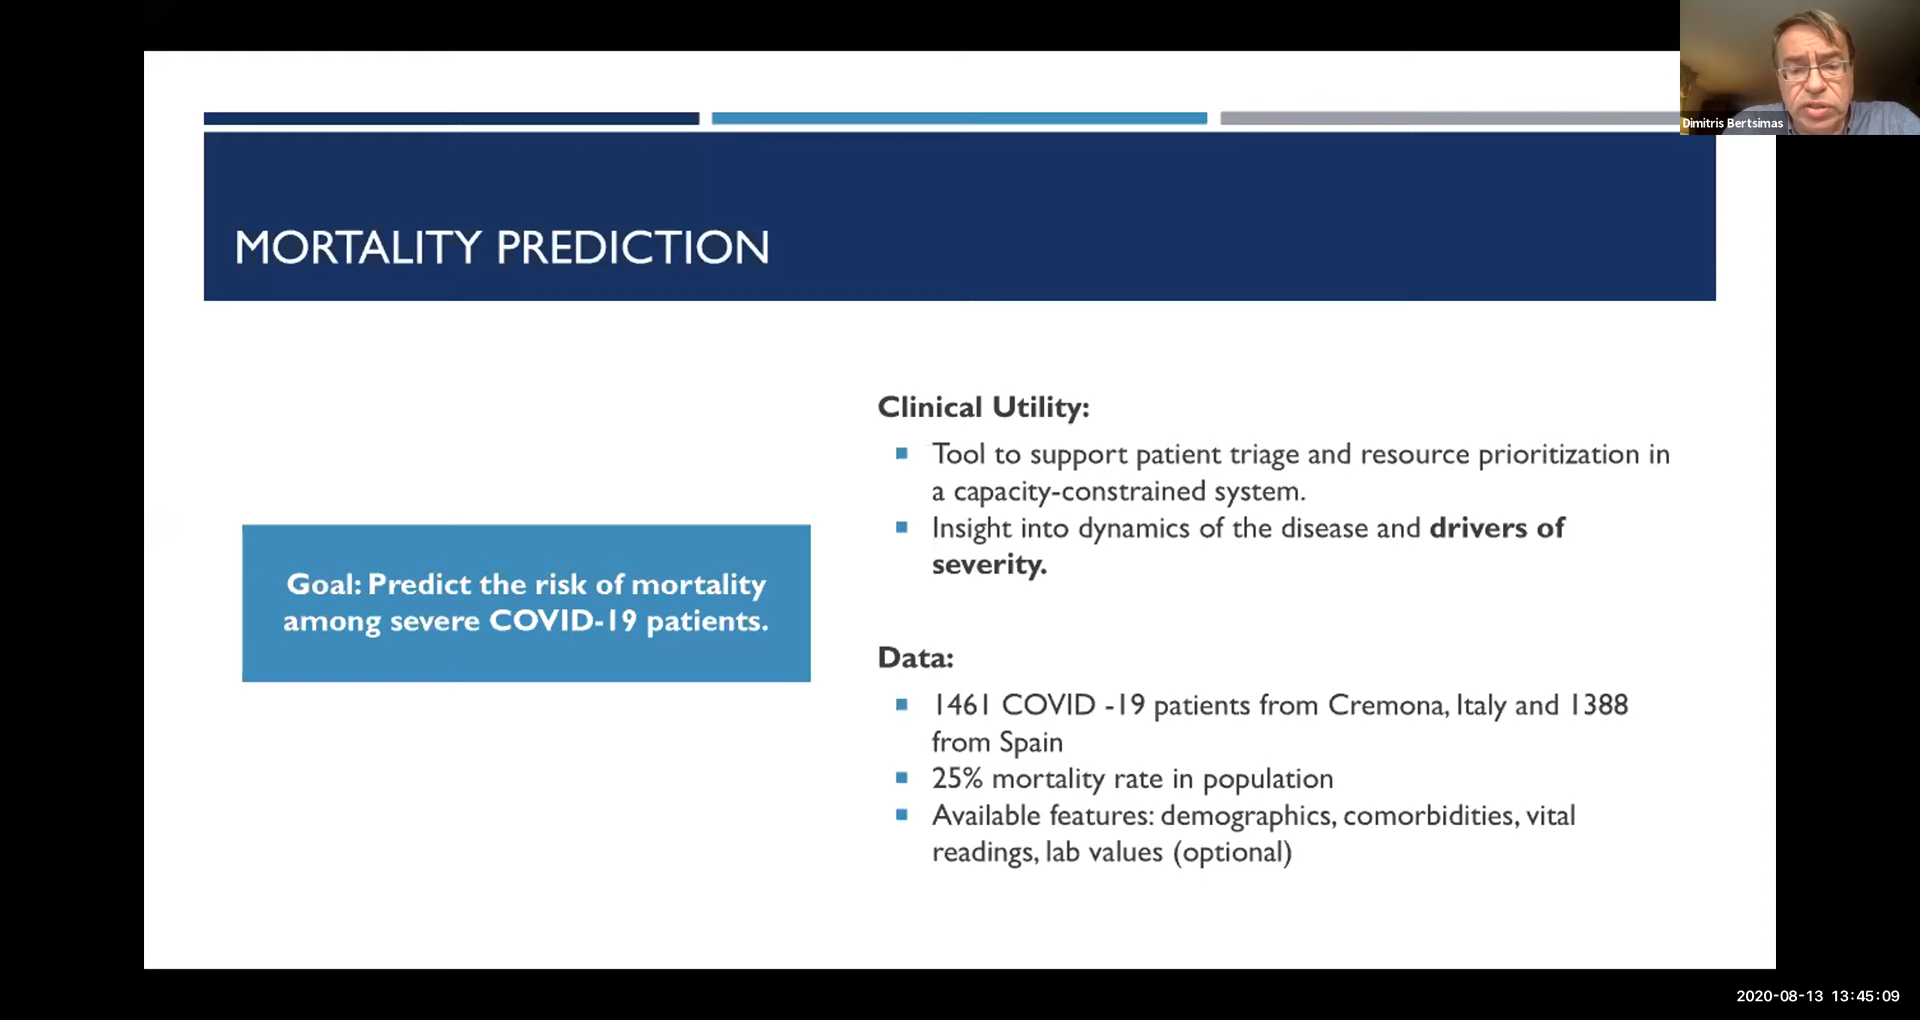 Dimitris Bertsimas
MORTALITY PREDICTION
Goal: Predict the risk of mortality
among severe COVID-19 patients.
Clinical Utility:
Tool to support patient triage and resource prioritization in
a capacity-constrained system.
Insight into dynamics of the disease and drivers of
severity.
Data:
1461 COVID -19 patients from Cremona, Italy and 1388
from Spain
25% mortality rate in population
Available features: demographics, comorbidities, vital
readings, lab values (optional)
2020-08-13 13:45:09